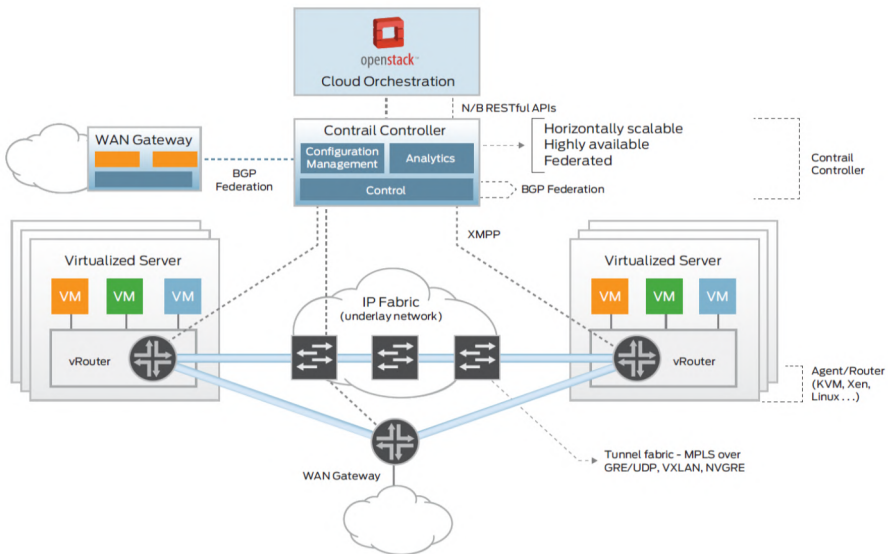 openstack™
Cloud Orchestration
N/B RESTful APIs
WAN Gateway
BGP
Federation
Contrail Controller
Configuration
Management
Analytics
Control
Horizontally scalable
Highly available
Federated
BGP Federation
Contrail
Controller
XMPP
Virtualized Server
VM
VM
VM
vRouter
IP Fabric
(underlay network)
Virtualized Server
VM
VM
VM
vRouter
Agent/Router
(KVM, Xen,
Linux . . .)
WAN Gateway
Tunnel fabric - MPLS over
GRE/UDP, VXLAN, NVGRE